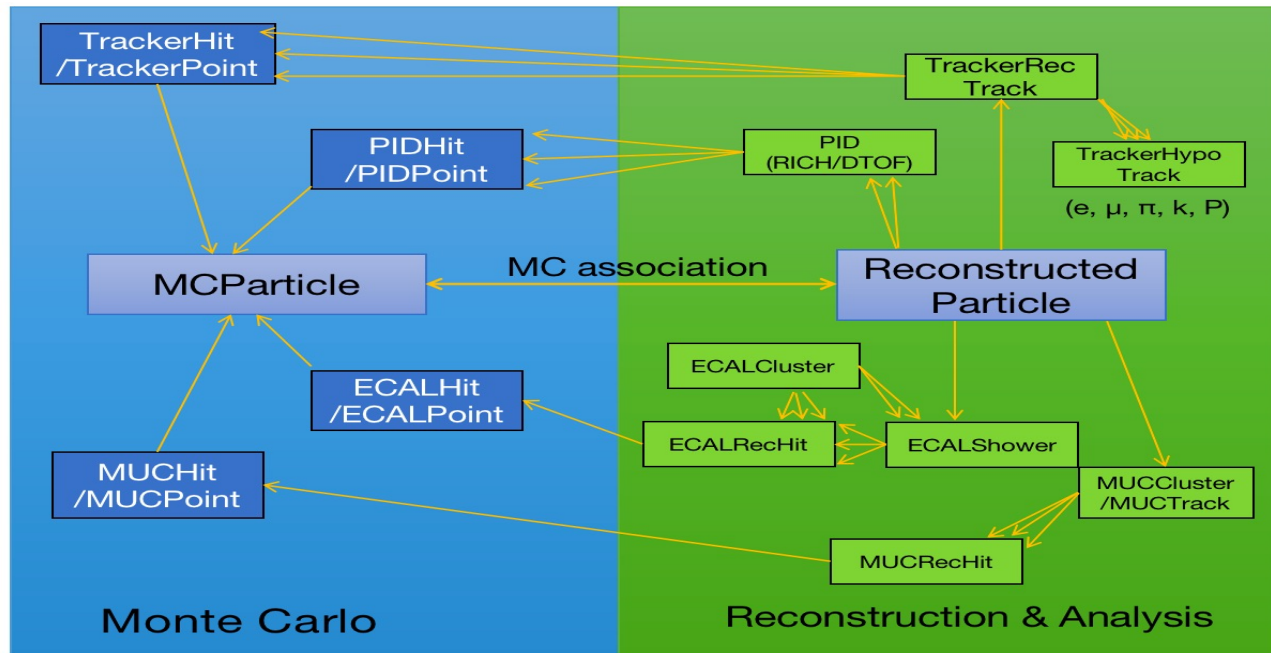 TrackerHit
/TrackerPoint
TrackerRec
Track
PIDHit
/PIDPoint
PID
(RICH/DTOF)
TrackerHypo
Track
(e, μ, π, k, P)
MCParticle
MC association
Reconstructed
Particle
ECALHit
/ECALPoint
ECALCluster
ECALRecHit
ECALShower
MUCHit
/MUCPoint
MUCCluster
/MUCTrack
MUCRecHit
Monte Carlo
Reconstruction & Analysis